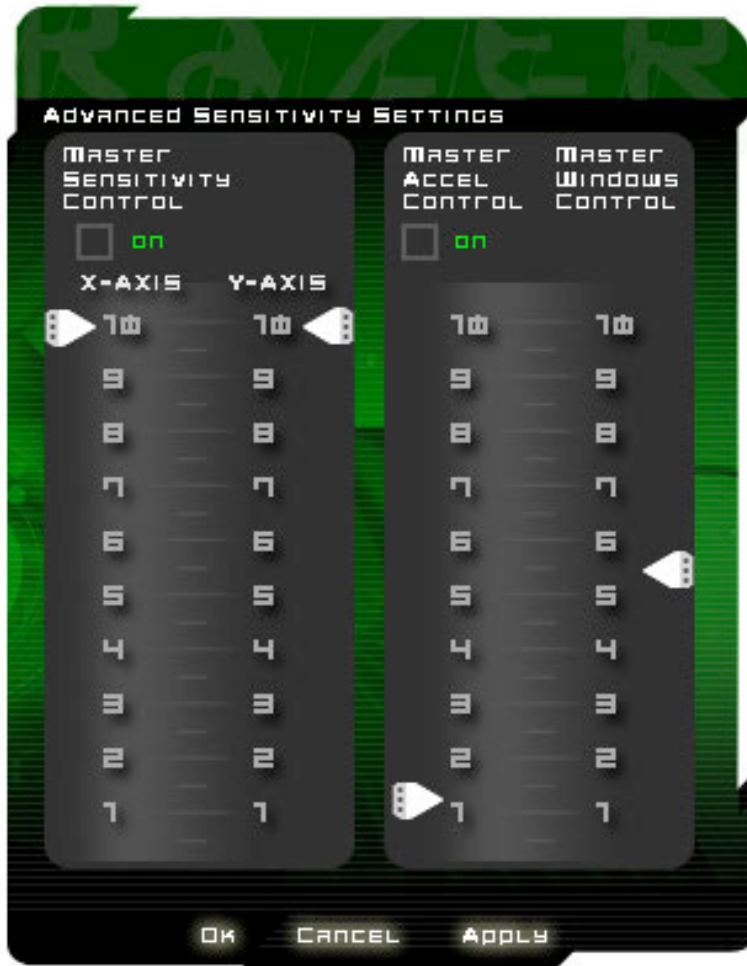 RAZER
Advanced Sensitivity Settings
Master Sensitivity Control
on
X-AXIS Y-AXIS
10 10
9 9
8 8
7 7
6 6
5 5
4 4
3 3
2 2
1 1
Master Accel Control
on
Master Windows Control
10 10
9 9
8 8
7 7
6 6
5 5
4 4
3 3
2 2
1 1
Ok Cancel Apply